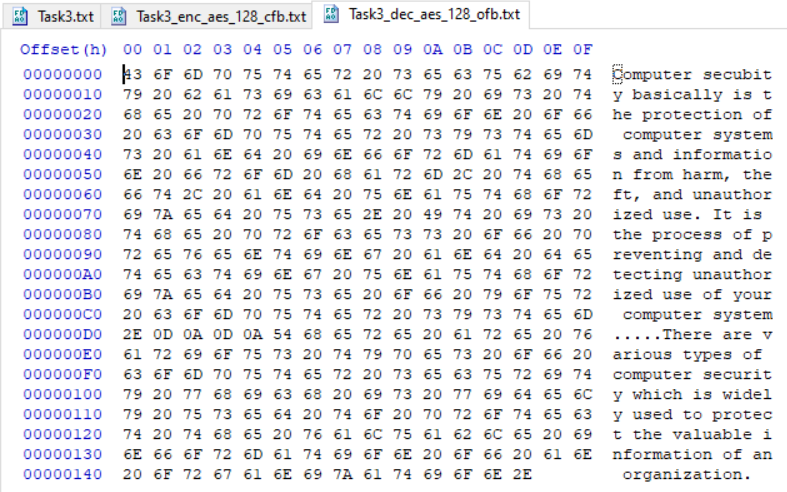 Task3.txt Task3_enc_aes_128_cfb.txt Task3_dec_aes_128_ofb.txt
Offset(h) 00 01 02 03 04 05 06 07 08 09 0A 0B 0C 0D 0E 0F
00000000 43 6F 6D 70 75 74 65 72 20 73 65 63 75 62 69 74 Computer secubit
00000010 79 20 62 61 73 69 63 61 6C 6C 79 20 69 73 20 74 y basically is t
00000020 68 65 20 70 72 6F 74 65 63 74 69 6F 6E 20 6F 66 he protection of
00000030 20 63 6F 6D 70 75 74 65 72 20 73 79 73 74 65 6D  computer system
00000040 73 20 61 6E 64 20 69 6E 66 6F 72 6D 61 74 69 6F s and informatio
00000050 6E 20 66 72 6F 6D 20 68 61 72 6D 2C 20 74 68 65 n from harm, the
00000060 66 74 2C 20 61 6E 64 20 75 6E 61 75 74 68 6F 72 ft, and unauthor
00000070 69 7A 65 64 20 75 73 65 2E 20 49 74 20 69 73 20 ized use. It is
00000080 74 68 65 20 70 72 6F 63 65 73 73 20 6F 66 20 70 the process of p
00000090 72 65 76 65 6E 74 69 6E 67 20 61 6E 64 20 64 65 reventing and de
000000A0 74 65 63 74 69 6E 67 20 75 6E 61 75 74 68 6F 72 tecting unauthor
000000B0 69 7A 65 64 20 75 73 65 20 6F 66 20 79 6F 75 72 ized use of your
000000C0 20 63 6F 6D 70 75 74 65 72 20 73 79 73 74 65 6D  computer system
000000D0 2E 0D 0A 0D 0A 54 68 65 72 65 20 61 72 65 20 76 .....There are v
000000E0 61 72 69 6F 75 73 20 74 79 70 65 73 20 6F 66 20 arious types of
000000F0 63 6F 6D 70 75 74 65 72 20 73 65 63 75 72 69 74 computer securit
00000100 79 20 77 68 69 63 68 20 69 73 20 77 69 64 65 6C y which is widel
00000110 79 20 75 73 65 64 20 74 6F 20 70 72 6F 74 65 63 y used to protec
00000120 74 20 74 68 65 20 76 61 6C 75 61 62 6C 65 20 69 t the valuable i
00000130 6E 66 6F 72 6D 61 74 69 6F 6E 20 6F 66 20 61 6E nformation of an
00000140 20 6F 72 67 61 6E 69 7A 61 74 69 6F 6E 2E  organization.